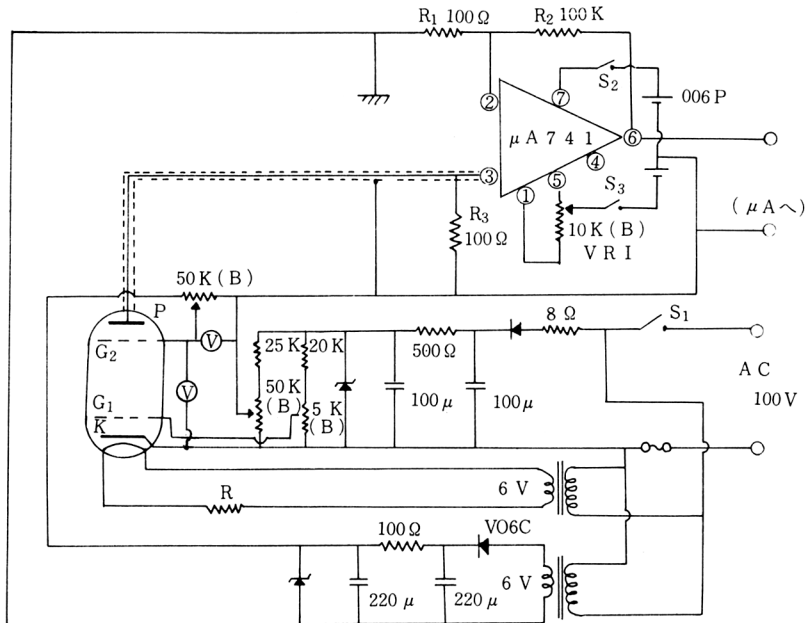 R₁ 100Ω
R₂ 100K
S₂
⑦
006P
②
μA741
⑥
④
③
⑤
S₃
①
(μAへ)
R₃
100Ω
10K(B)
VRI
50K(B)
P
8Ω
S₁
G₂
V
25K
20K
500Ω
AC
100V
V
50K
(B)
5K
(B)
100μ
100μ
G₁
K
6V
R
100Ω
VO6C
6V
220μ
220μ